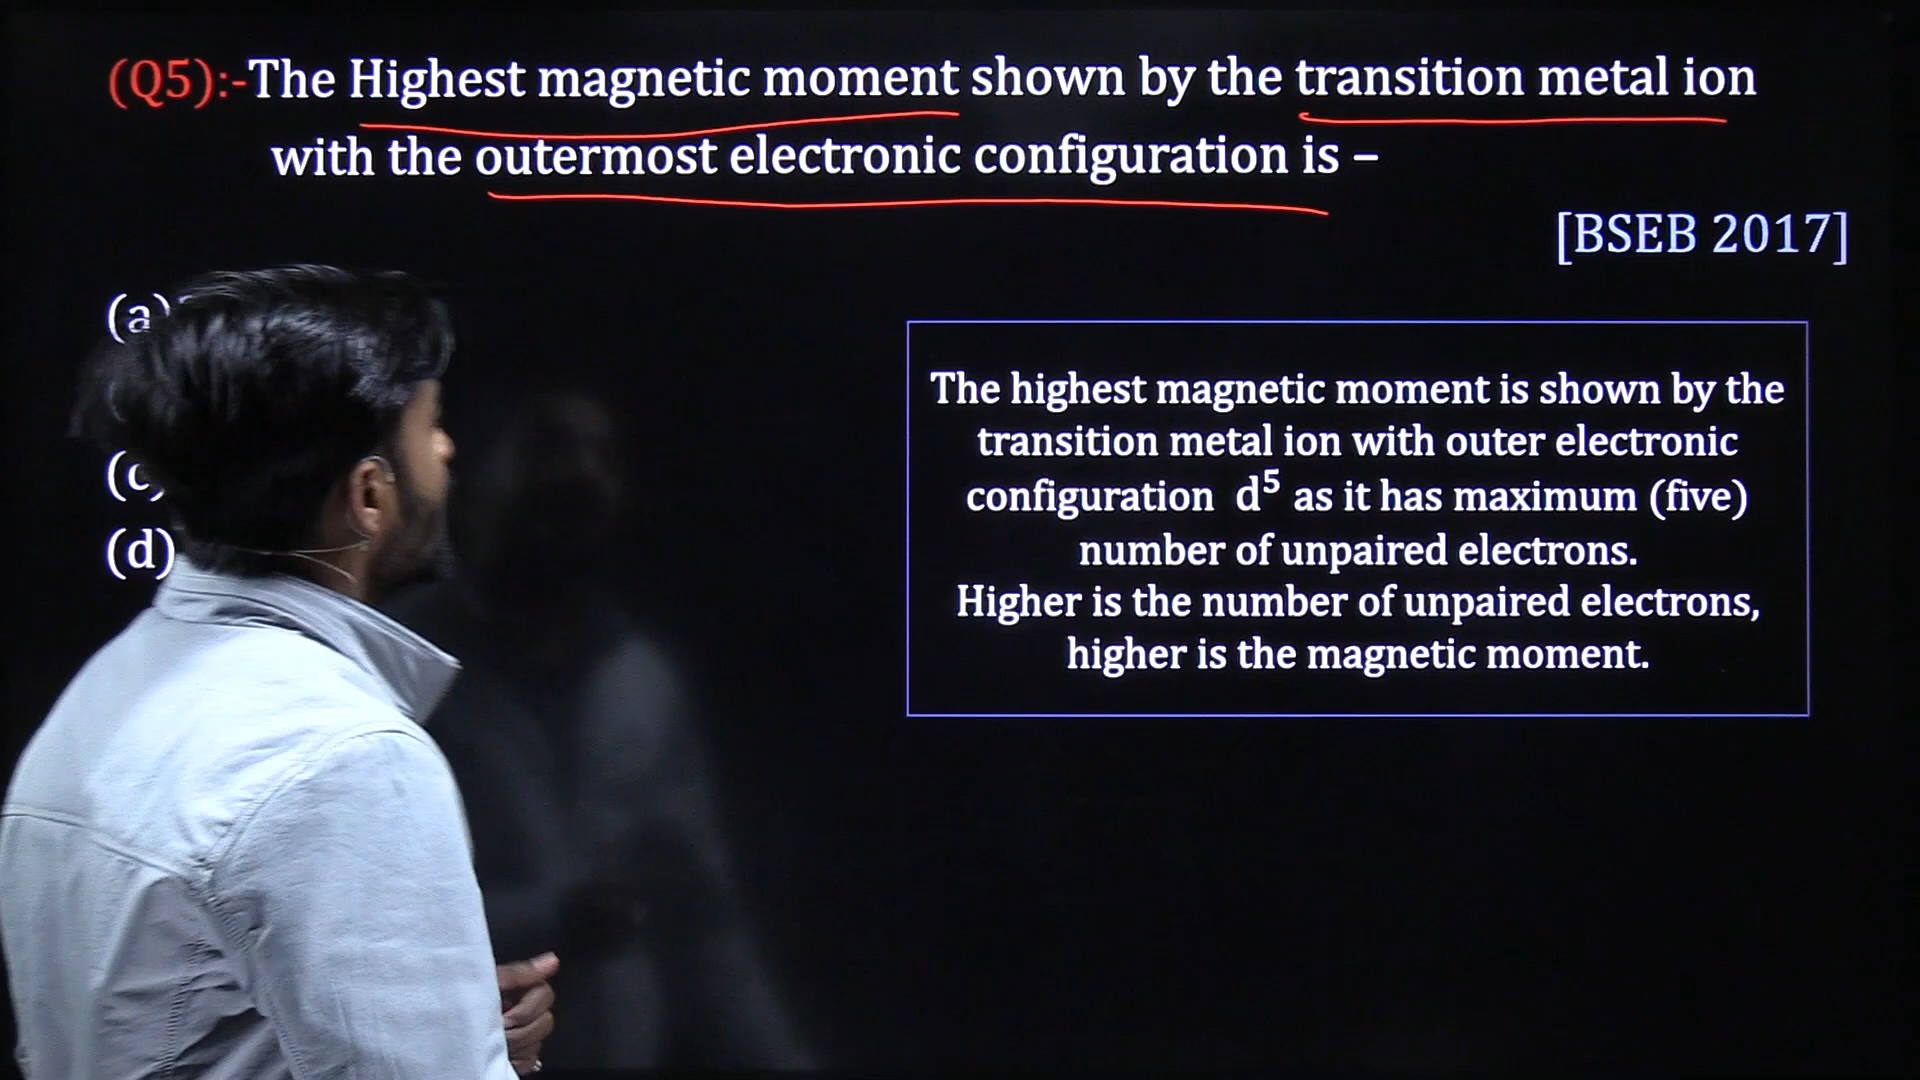 (Q5):-The Highest magnetic moment shown by the transition metal ion
with the outermost electronic configuration is –
[BSEB 2017]
(a)
(c)
(d)
The highest magnetic moment is shown by the
transition metal ion with outer electronic
configuration d⁵ as it has maximum (five)
number of unpaired electrons.
Higher is the number of unpaired electrons,
higher is the magnetic moment.